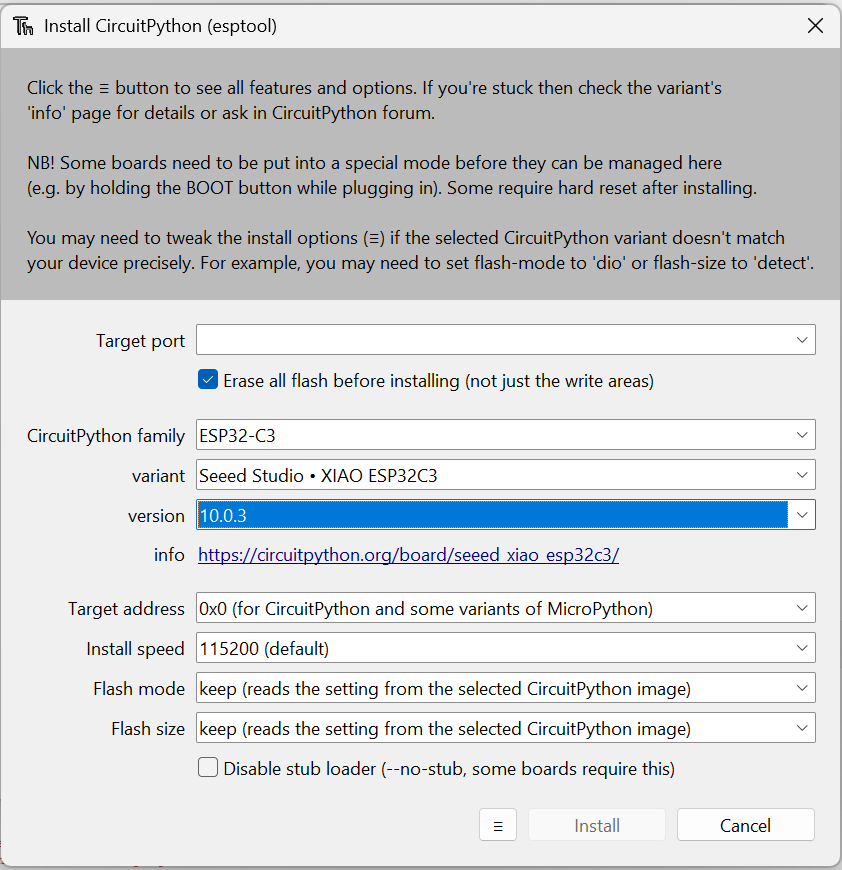 Install CircuitPython (esptool)
Click the ≡ button to see all features and options. If you're stuck then check the variant's
'info' page for details or ask in CircuitPython forum.
NB! Some boards need to be put into a special mode before they can be managed here
(e.g. by holding the BOOT button while plugging in). Some require hard reset after installing.
You may need to tweak the install options (≡) if the selected CircuitPython variant doesn't match
your device precisely. For example, you may need to set flash-mode to 'dio' or flash-size to 'detect'.
Target port
Erase all flash before installing (not just the write areas)
CircuitPython family ESP32-C3
variant Seeed Studio • XIAO ESP32C3
version 10.0.3
info https://circuitpython.org/board/seeed_xiao_esp32c3/
Target address 0x0 (for CircuitPython and some variants of MicroPython)
Install speed 115200 (default)
Flash mode keep (reads the setting from the selected CircuitPython image)
Flash size keep (reads the setting from the selected CircuitPython image)
Disable stub loader (--no-stub, some boards require this)
≡ Install Cancel